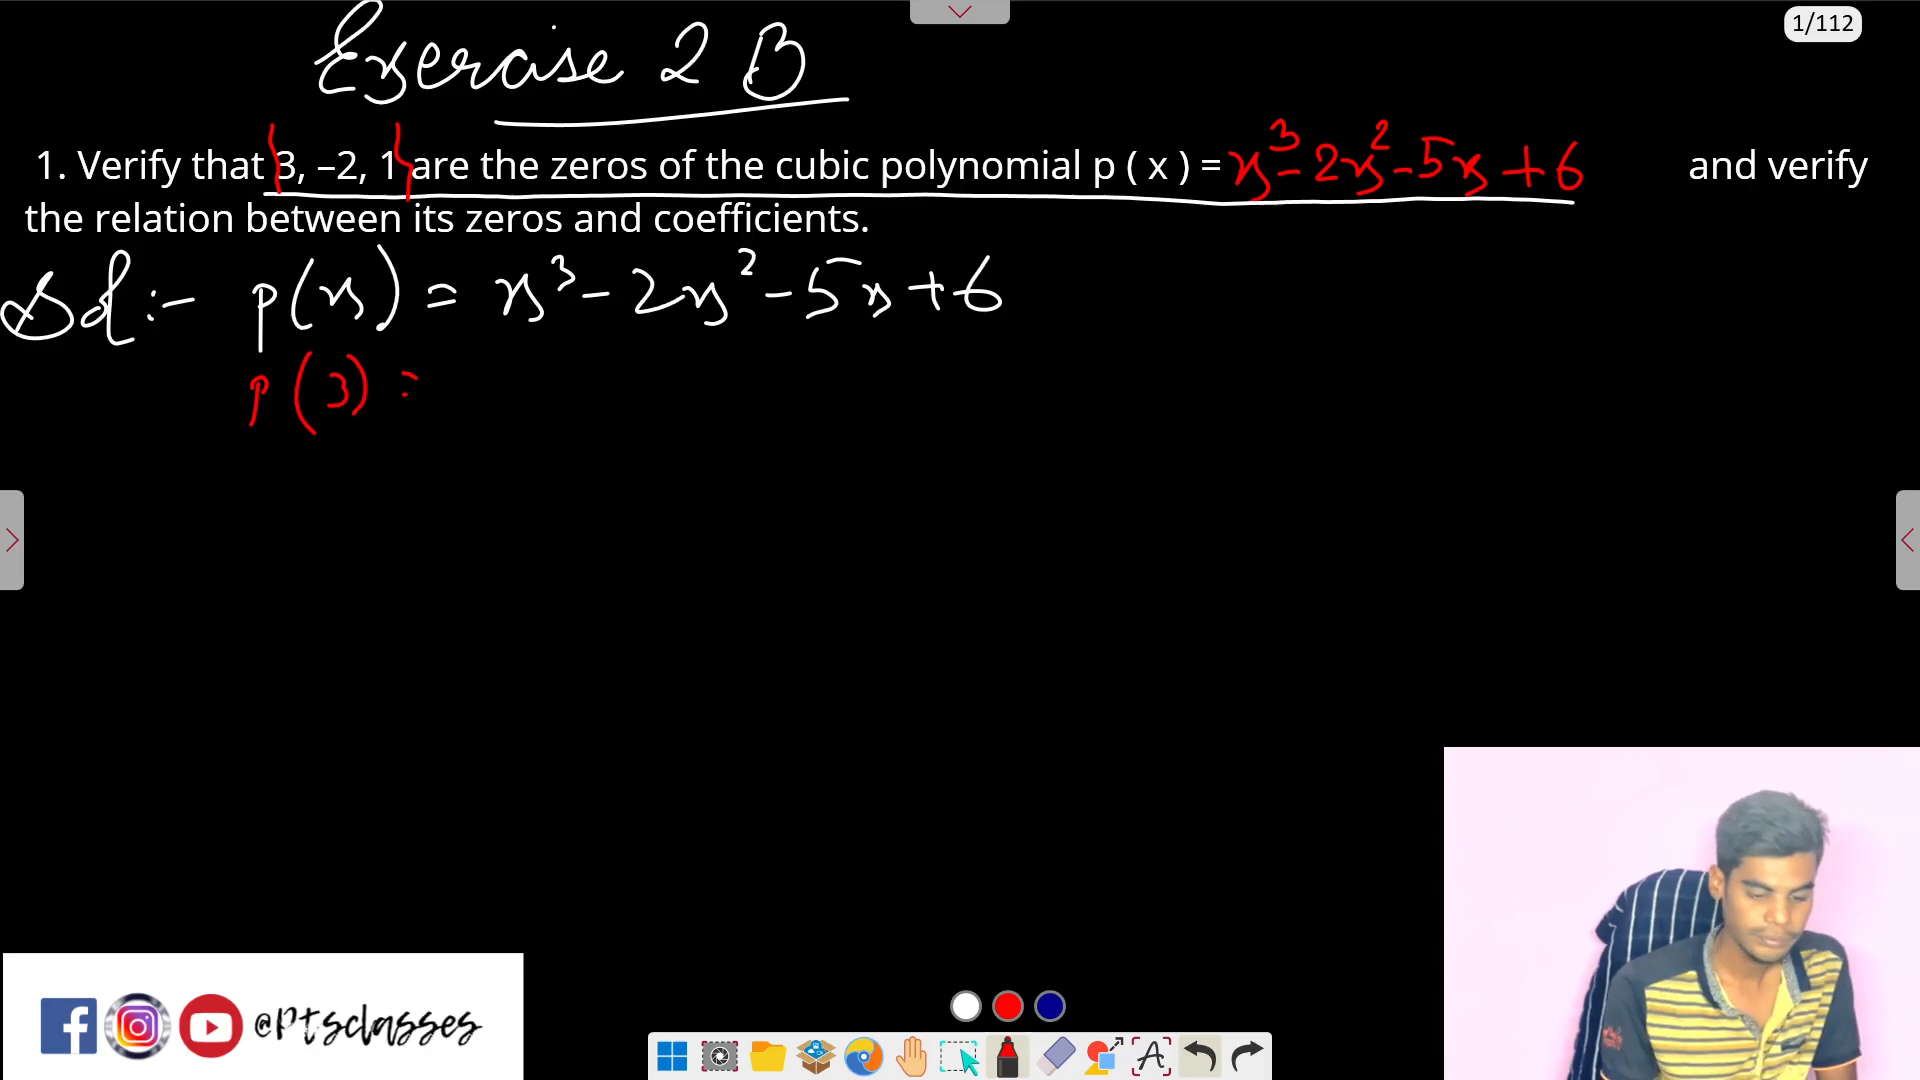 Exercise 2 B
1/112
1. Verify that 3, –2, 1 are the zeros of the cubic polynomial p ( x ) = x³-2x²-5x+6 and verify
the relation between its zeros and coefficients.
Sol:- p(x) = x³-2x²-5x+6
p(3) =
@Ptsclasses